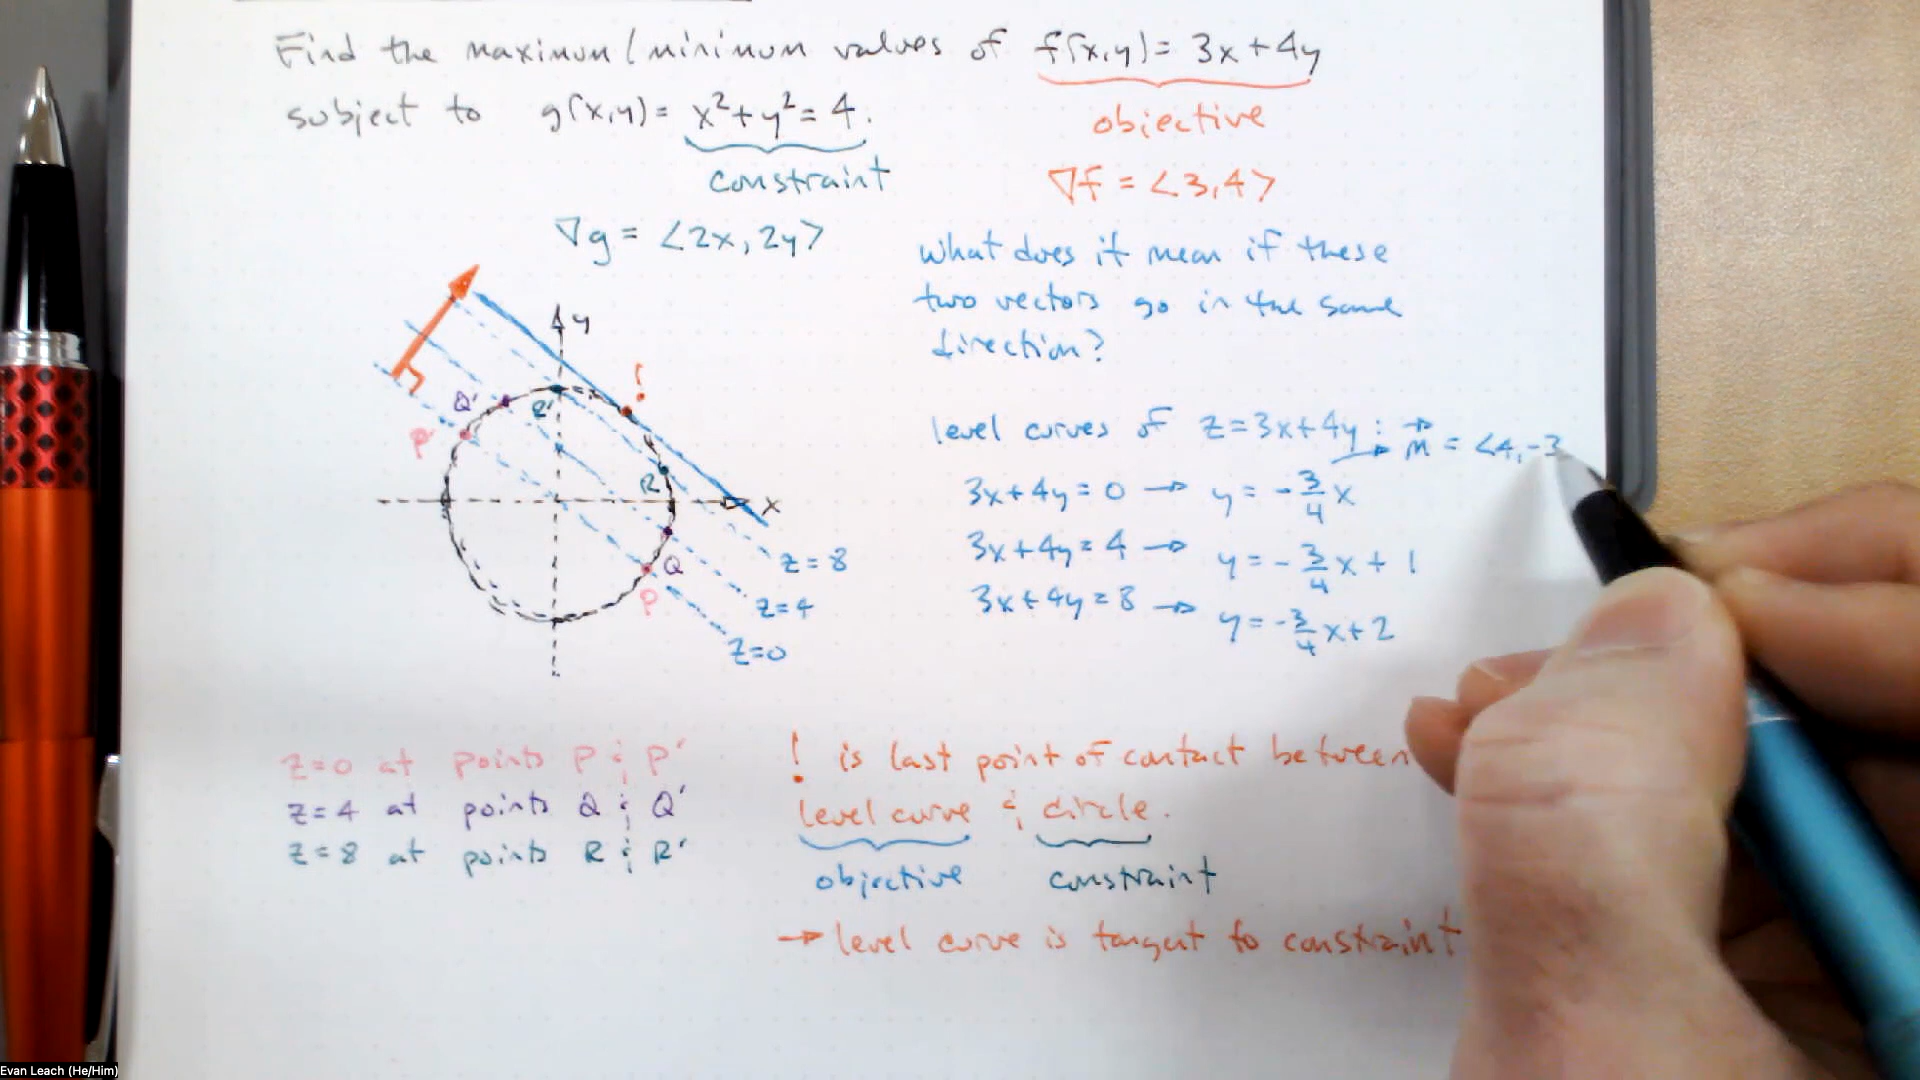 Find the maximum/minimum values of f(x,y) = 3x+4y
subject to g(x,y) = x²+y²=4.
objective
constraint
∇f = <3,4>
∇g = <2x, 2y>
What does it mean if these
two vectors go in the same
direction?
y
!
Q'
R'
P'
R
x
Q
P
z=8
z=4
z=0
level curves of z=3x+4y: → m⃗ = <4,-3
3x+4y=0 → y = -3/4 x
3x+4y=4 → y = -3/4 x + 1
3x+4y=8 → y = -3/4 x + 2
z=0 at points P & P'
z=4 at points Q & Q'
z=8 at points R & R'
! is last point of contact between
level curve & circle.
objective constraint
→ level curve is tangent to constraint
Evan Leach (He/Him)